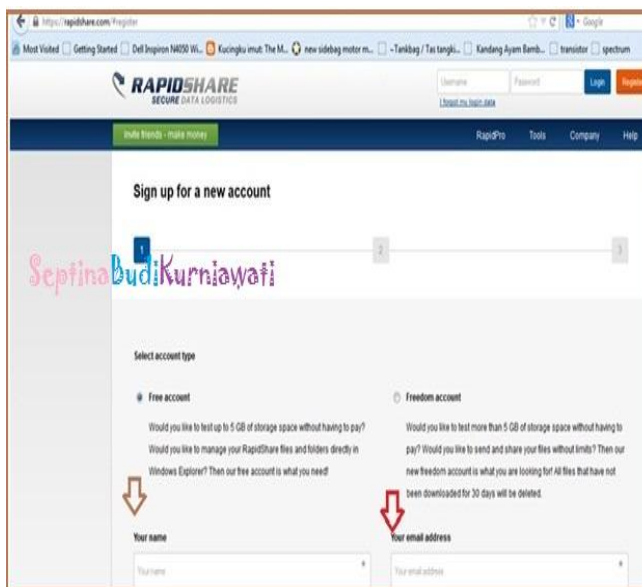 https://rapidshare.com/#register
Google
Most Visited Getting Started Dell Inspiron N4050 Wi... Kucingku imut: The M... new sidebag motor m... ~Tankbag / Tas tangki... Kandang Ayam Bamb... transistor spectrum
RAPIDSHARE
SECURE DATA LOGISTICS
Username Password Login Register
I forgot my login data
Invite friends - make money RapidPro Tools Company Help
Sign up for a new account
1 2 3
SeptinaBudiKurniawati
Select account type
Free account
Would you like to test up to 5 GB of storage space without having to pay?
Would you like to manage your RapidShare files and folders directly in
Windows Explorer? Then our free account is what you need!
Freedom account
Would you like to test more than 5 GB of storage space without having to
pay? Would you like to send and share your files without limits? Then our
new freedom account is what you are looking for! All files that have not
been downloaded for 30 days will be deleted.
Your name
Your name *
Your email address
Your email address *